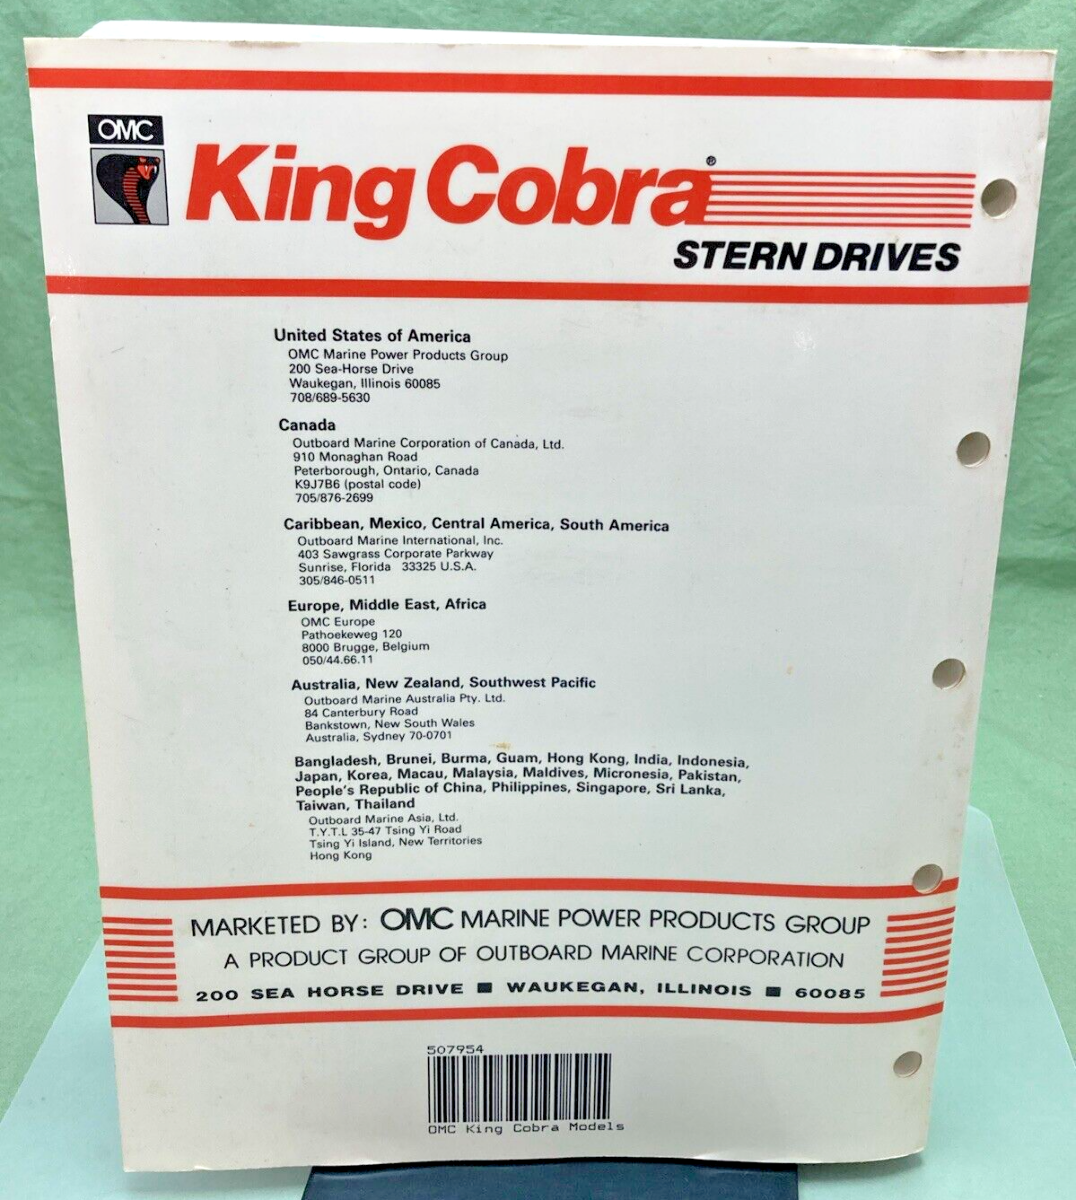 OMC
King Cobra®
STERN DRIVES
United States of America
OMC Marine Power Products Group
200 Sea-Horse Drive
Waukegan, Illinois 60085
708/689-5630
Canada
Outboard Marine Corporation of Canada, Ltd.
910 Monaghan Road
Peterborough, Ontario, Canada
K9J7B6 (postal code)
705/876-2699
Caribbean, Mexico, Central America, South America
Outboard Marine International, Inc.
403 Sawgrass Corporate Parkway
Sunrise, Florida 33325 U.S.A.
305/846-0511
Europe, Middle East, Africa
OMC Europe
Pathoekeweg 120
8000 Brugge, Belgium
050/44.66.11
Australia, New Zealand, Southwest Pacific
Outboard Marine Australia Pty. Ltd.
84 Canterbury Road
Bankstown, New South Wales
Australia, Sydney 70-0701
Bangladesh, Brunei, Burma, Guam, Hong Kong, India, Indonesia,
Japan, Korea, Macau, Malaysia, Maldives, Micronesia, Pakistan,
People's Republic of China, Philippines, Singapore, Sri Lanka,
Taiwan, Thailand
Outboard Marine Asia, Ltd.
T.Y.T.L 35-47 Tsing Yi Road
Tsing Yi Island, New Territories
Hong Kong
MARKETED BY: OMC MARINE POWER PRODUCTS GROUP
A PRODUCT GROUP OF OUTBOARD MARINE CORPORATION
200 SEA HORSE DRIVE ■ WAUKEGAN, ILLINOIS ■ 60085
507954
OMC King Cobra Models